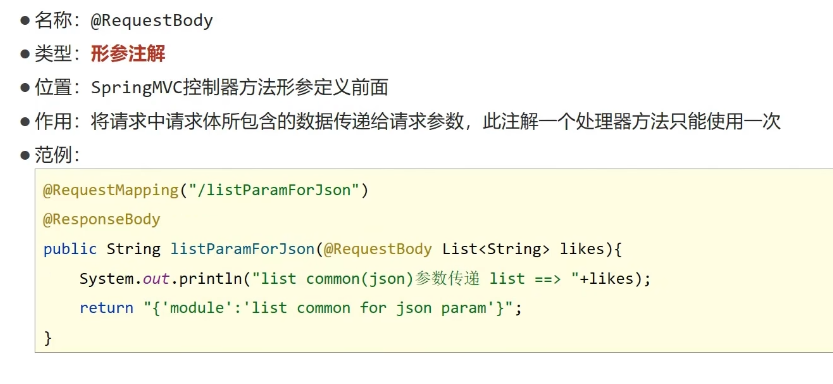 ● 名称：@RequestBody
● 类型：形参注解
● 位置：SpringMVC控制器方法形参定义前面
● 作用：将请求中请求体所包含的数据传递给请求参数，此注解一个处理器方法只能使用一次
● 范例：
@RequestMapping("/listParamForJson")
@ResponseBody
public String listParamForJson(@RequestBody List<String> likes){
    System.out.println("list common(json)参数传递 list ==> "+likes);
    return "{'module':'list common for json param'}";
}